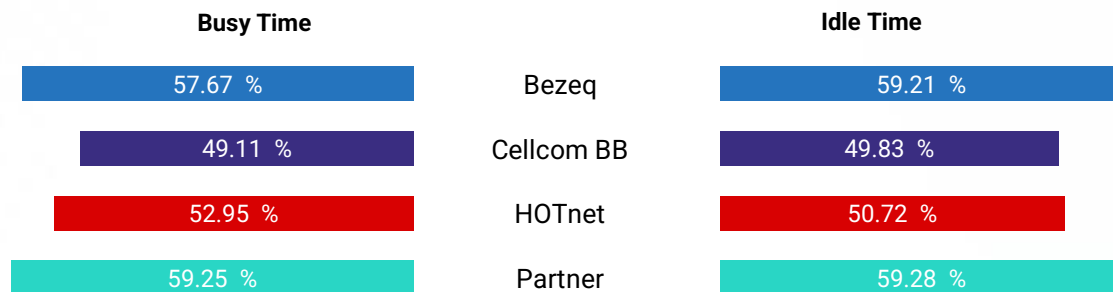 Busy Time Idle Time
57.67 % Bezeq 59.21 %
49.11 % Cellcom BB 49.83 %
52.95 % HOTnet 50.72 %
59.25 % Partner 59.28 %